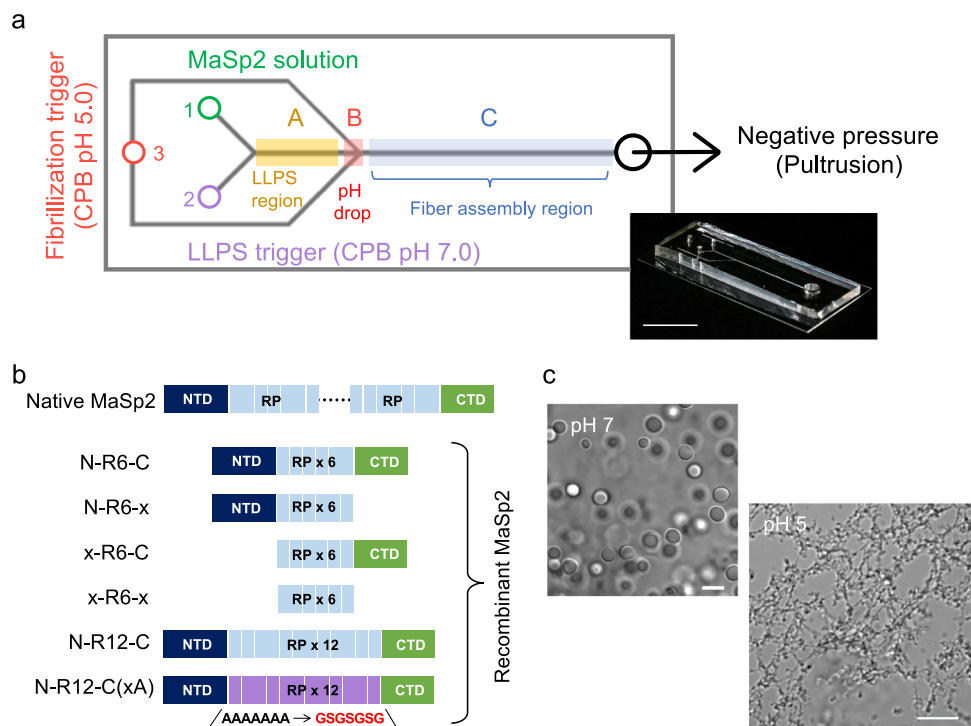 a
MaSp2 solution
Fibrillization trigger
(CPB pH 5.0)
1
2
3
A
B
C
LLPS
region
pH
drop
Fiber assembly region
LLPS trigger (CPB pH 7.0)
Negative pressure
(Pultrusion)
b
Native MaSp2
NTD RP ...... RP CTD
N-R6-C
NTD RP x 6 CTD
N-R6-x
NTD RP x 6
x-R6-C
RP x 6 CTD
x-R6-x
RP x 6
N-R12-C
NTD RP x 12 CTD
N-R12-C(xA)
NTD RP x 12 CTD
AAAAAAA → GSGSGSG
Recombinant MaSp2
c
pH 7
pH 5